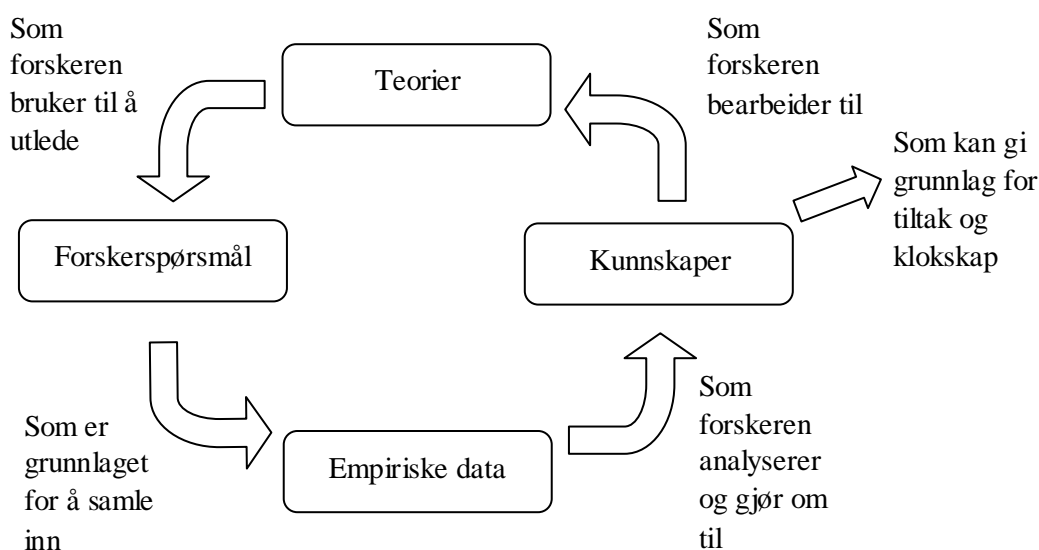 Som
forskeren
bruker til å
utlede
Teorier
Som
forskeren
bearbeider til
Som kan gi
grunnlag for
tiltak og
klokskap
Forskerspørsmål
Kunnskaper
Som er
grunnlaget
for å samle
inn
Empiriske data
Som
forskeren
analyserer
og gjør om
til